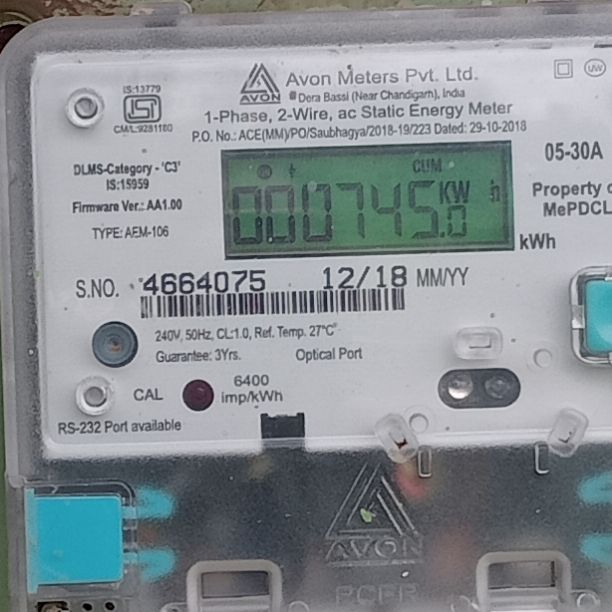 IS:13779
ISI
CM/L:9281160
AVON
Avon Meters Pvt. Ltd.
Dera Bassi (Near Chandigarh), India
UW
1-Phase, 2-Wire, ac Static Energy Meter
P.O. No.: ACE(MM)/PO/Saubhagya/2018-19/223 Dated: 29-10-2018
DLMS-Category - 'C3'
IS:15959
Firmware Ver.: AA1.00
TYPE: AEM-106
CUM
000745.0 KW h
kWh
05-30A
Property o
MePDCL
S.NO. 4664075 12/18 MM/YY
240V, 50Hz, CL:1.0, Ref. Temp. 27°C
Guarantee: 3Yrs. Optical Port
CAL 6400
imp/kWh
RS-232 Port available
AVON